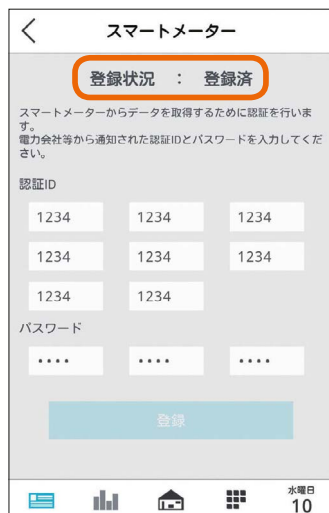 スマートメーター
登録状況 ： 登録済
スマートメーターからデータを取得するために認証を行いま
す。
電力会社等から通知された認証IDとパスワードを入力してくだ
さい。
認証ID
1234 1234 1234
1234 1234 1234
1234 1234
パスワード
•••• •••• ••••
登録
水曜日
10